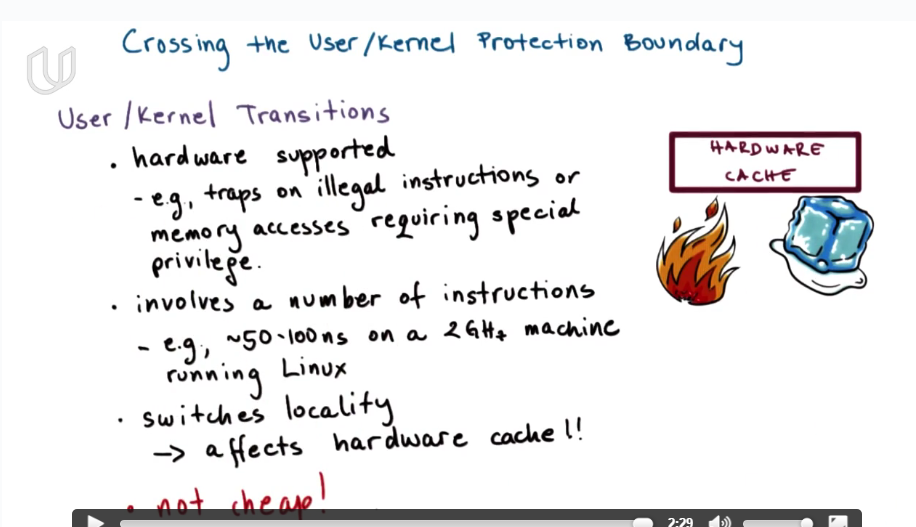 Crossing the User/Kernel Protection Boundary
User/Kernel Transitions
• hardware supported
- e.g., traps on illegal instructions or
memory accesses requiring special
privilege.
• involves a number of instructions
- e.g., ~50-100ns on a 2GHz machine
running Linux
• switches locality
→ affects hardware cache!!
• not cheap!
HARDWARE
CACHE
2:29